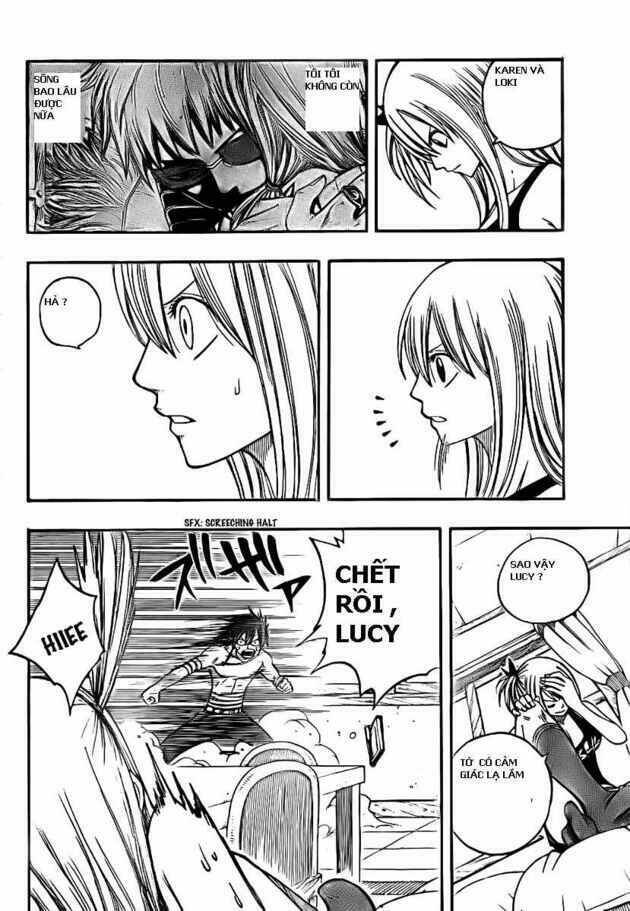 KAREN VÀ
LOKI
TÔI TÔI
KHÔNG CÒN
SỐNG
BAO LÂU
ĐƯỢC
NỮA
HẢ ?
SAO VẬY
LUCY ?
TỚ CÓ CẢM
GIÁC LẠ LẮM
SFX: SCREECHING HALT
CHẾT
RỒI ,
LUCY
HIIEE